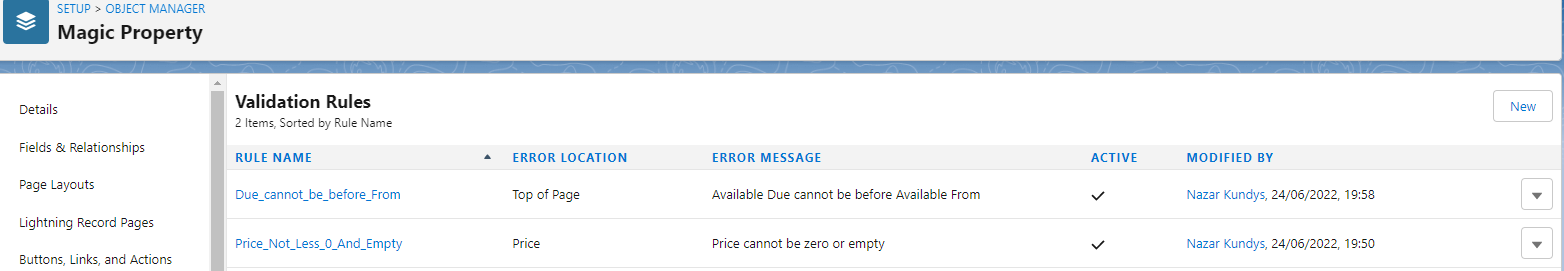 SETUP > OBJECT MANAGER
Magic Property
Details
Fields & Relationships
Page Layouts
Lightning Record Pages
Buttons, Links, and Actions
Validation Rules
2 Items, Sorted by Rule Name
New
RULE NAME ERROR LOCATION ERROR MESSAGE ACTIVE MODIFIED BY
Due_cannot_be_before_From Top of Page Available Due cannot be before Available From Nazar Kundys, 24/06/2022, 19:58
Price_Not_Less_0_And_Empty Price Price cannot be zero or empty Nazar Kundys, 24/06/2022, 19:50